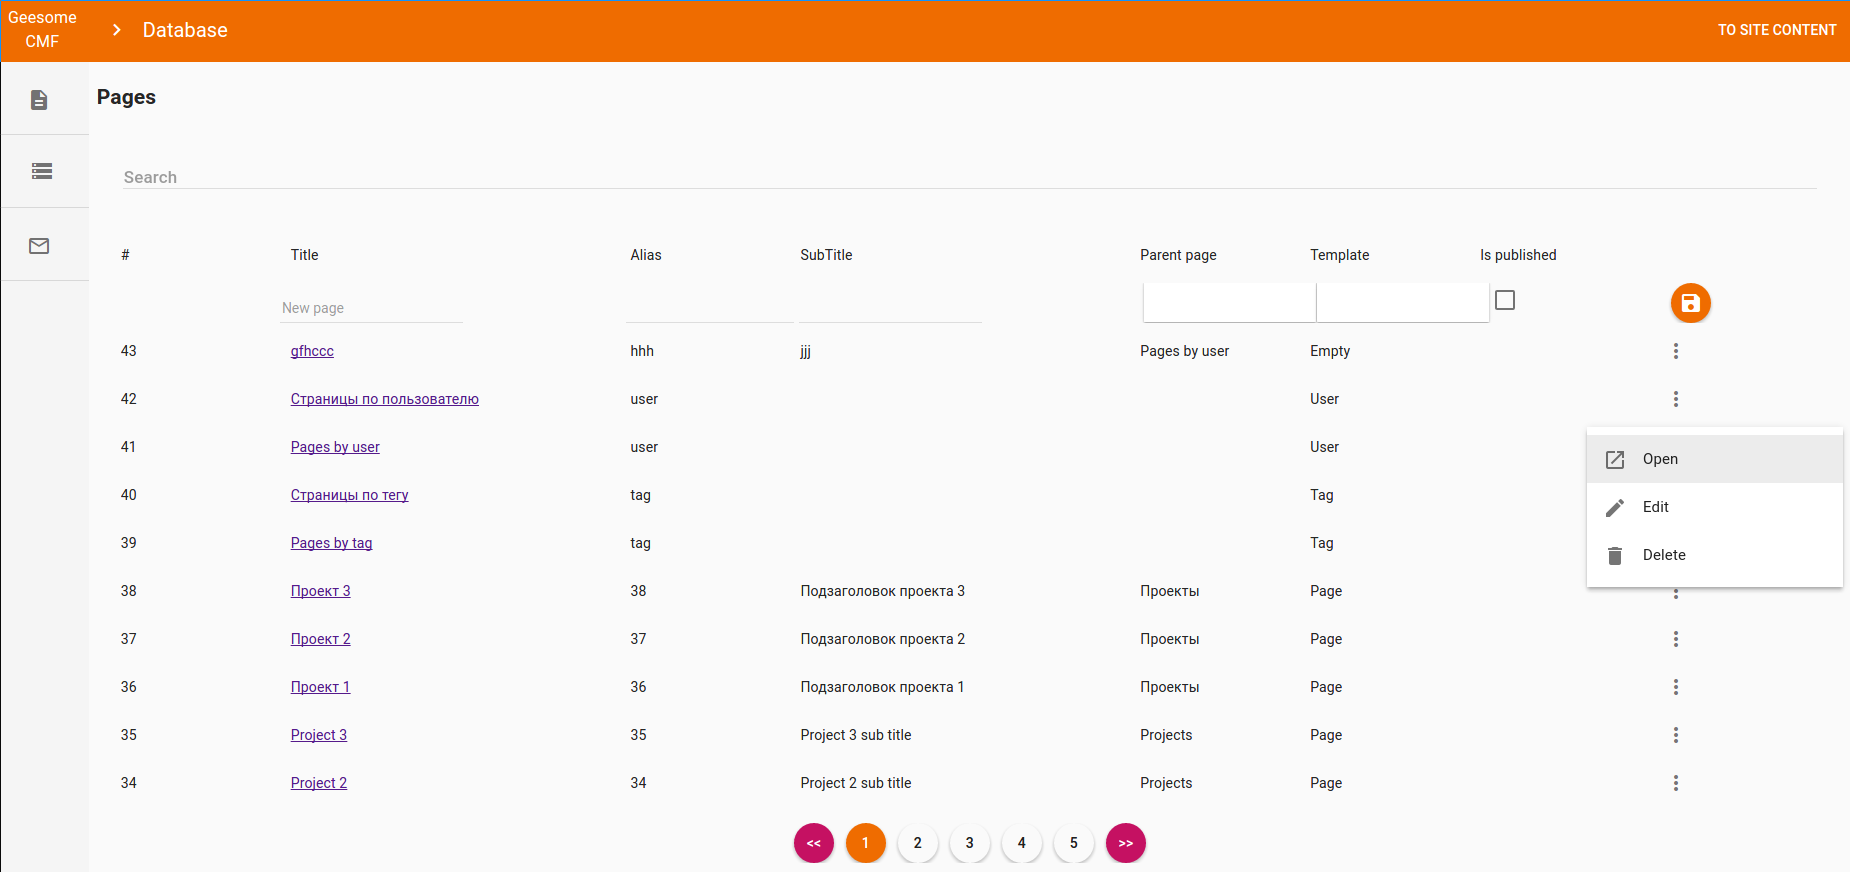 Geesome
CMF
Database
TO SITE CONTENT
Pages
Search
# Title Alias SubTitle Parent page Template Is published
New page
43 gfhccc hhh jjj Pages by user Empty
42 Страницы по пользователю user User
41 Pages by user user User
Open
40 Страницы по тегу tag Tag
Edit
39 Pages by tag tag Tag
Delete
38 Проект 3 38 Подзаголовок проекта 3 Проекты Page
37 Проект 2 37 Подзаголовок проекта 2 Проекты Page
36 Проект 1 36 Подзаголовок проекта 1 Проекты Page
35 Project 3 35 Project 3 sub title Projects Page
34 Project 2 34 Project 2 sub title Projects Page
<< 1 2 3 4 5 >>